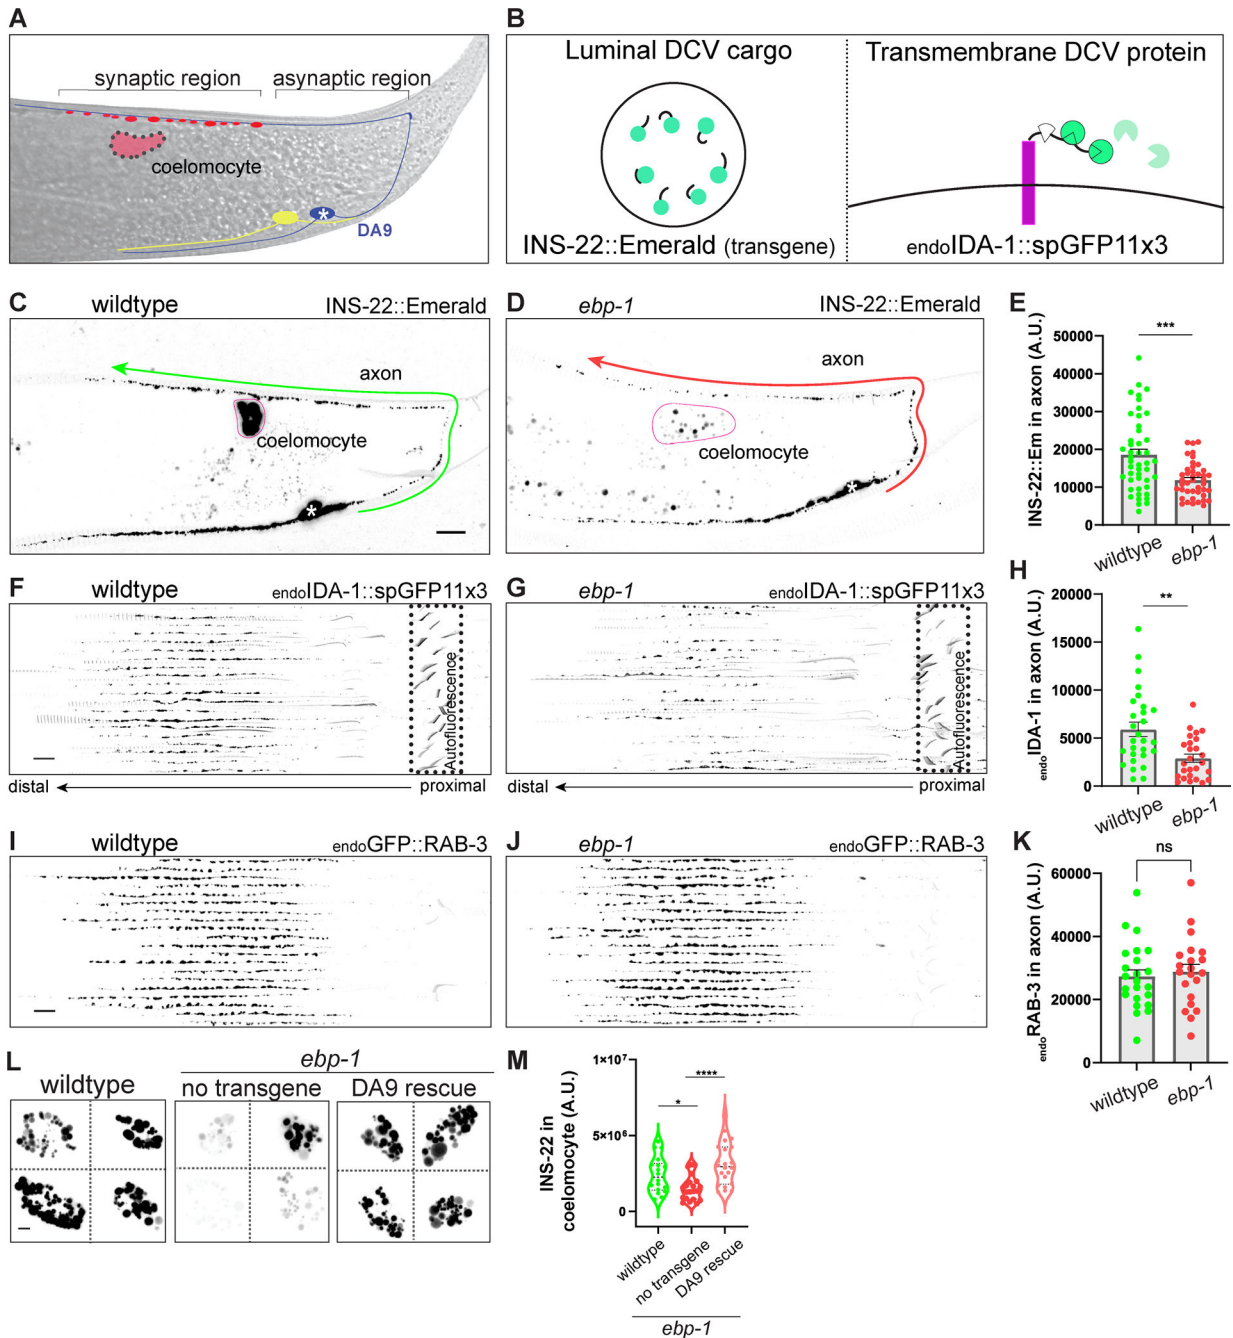 A
synaptic region asynaptic region
coelomocyte
*
DA9
B
Luminal DCV cargo
Transmembrane DCV protein
INS-22::Emerald (transgene)
endoIDA-1::spGFP11x3
C
wildtype
INS-22::Emerald
axon
coelomocyte
*
D
ebp-1
INS-22::Emerald
axon
coelomocyte
*
E
INS-22::Em in axon (A.U.)
50000
40000
30000
20000
10000
0
***
wildtype
ebp-1
F
wildtype
endoIDA-1::spGFP11x3
Autofluorescence
distal
proximal
G
ebp-1
endoIDA-1::spGFP11x3
Autofluorescence
distal
proximal
H
endoIDA-1 in axon (A.U.)
20000
15000
10000
5000
0
**
wildtype
ebp-1
I
wildtype
endoGFP::RAB-3
J
ebp-1
endoGFP::RAB-3
K
endoRAB-3 in axon (A.U.)
60000
40000
20000
0
ns
wildtype
ebp-1
L
wildtype
ebp-1
no transgene
DA9 rescue
M
INS-22 in
coelomocyte (A.U.)
1×10⁷
5×10⁶
0
*
****
wildtype
no transgene
DA9 rescue
ebp-1